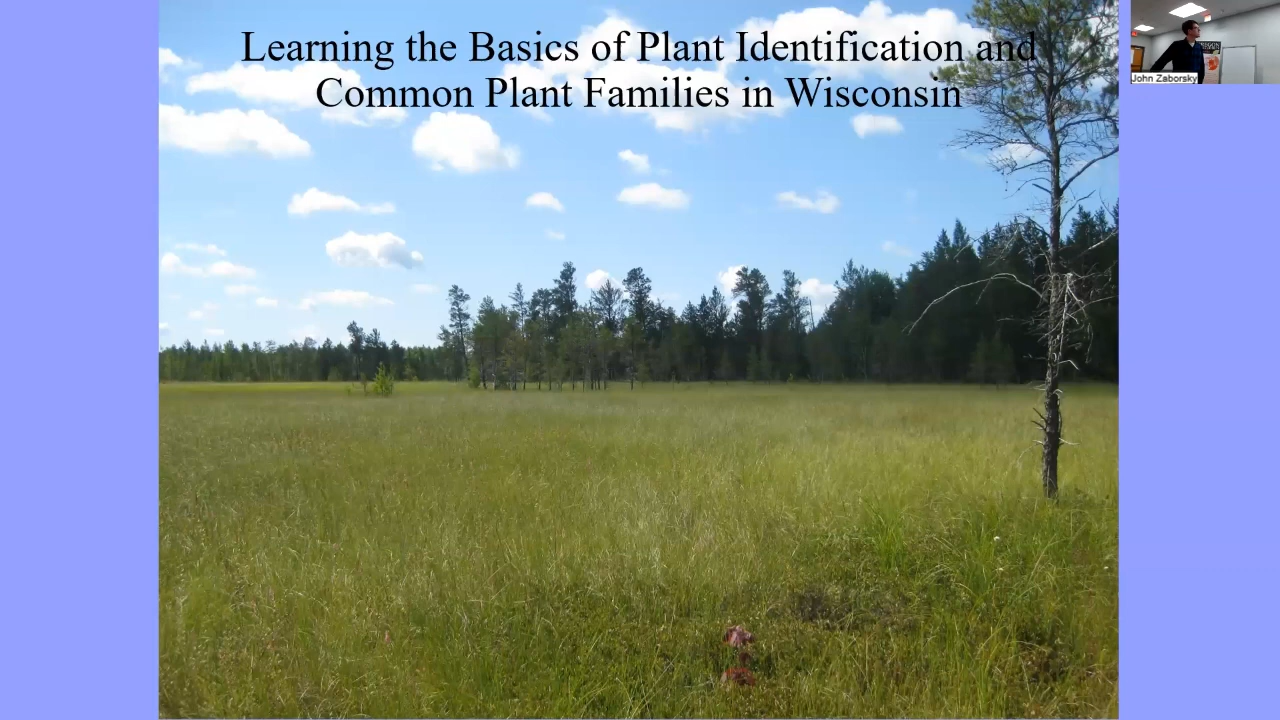 Learning the Basics of Plant Identification and
Common Plant Families in Wisconsin
John Zaborsky